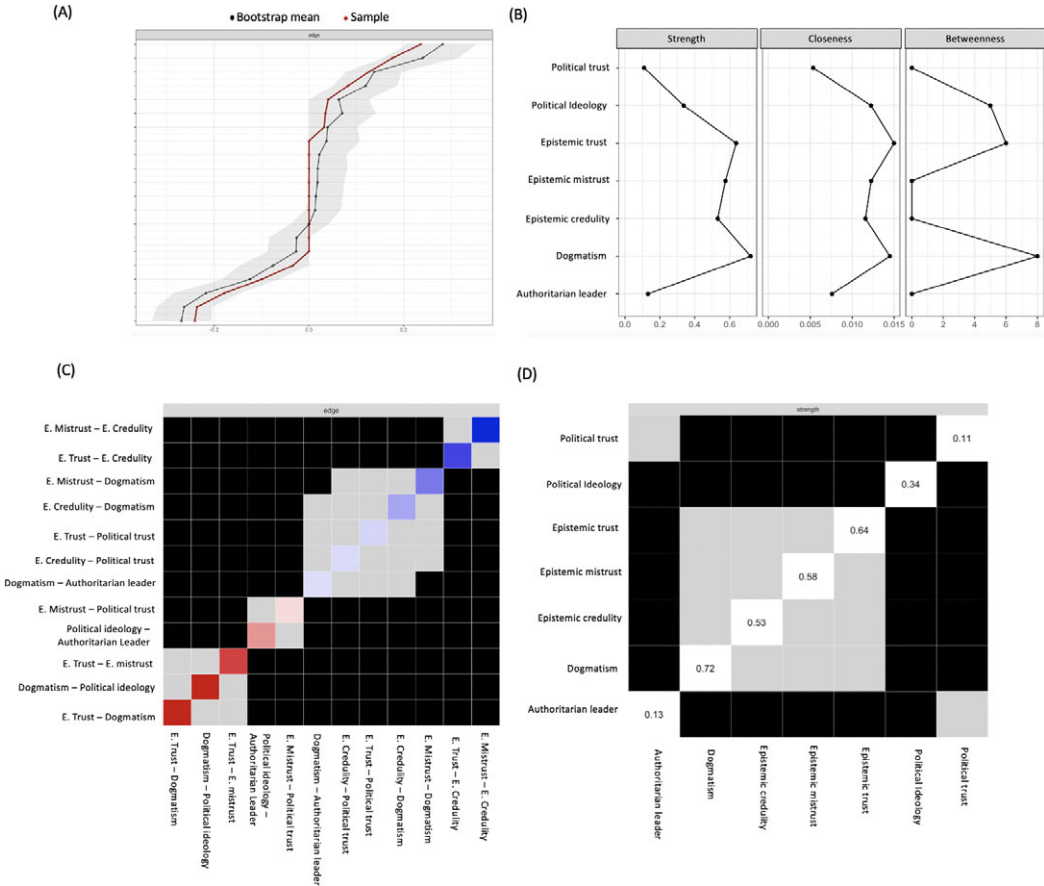 (A)
Bootstrap mean
Sample
edge
-0.2
0.0
0.2
(B)
Strength
Closeness
Betweenness
Political trust
Political Ideology
Epistemic trust
Epistemic mistrust
Epistemic credulity
Dogmatism
Authoritarian leader
0.0 0.2 0.4 0.6
0.000 0.005 0.010 0.015
0 2 4 6 8
(C)
edge
E. Mistrust – E. Credulity
E. Trust – E. Credulity
E. Mistrust – Dogmatism
E. Credulity – Dogmatism
E. Trust – Political trust
E. Credulity – Political trust
Dogmatism – Authoritarian leader
E. Mistrust – Political trust
Political ideology –
Authoritarian Leader
E. Trust – E. mistrust
Dogmatism – Political ideology
E. Trust – Dogmatism
E. Trust – Dogmatism
Dogmatism – Political ideology
E. Trust – E. mistrust
Political ideology –
Authoritarian Leader
E. Mistrust – Political trust
Dogmatism – Authoritarian leader
E. Credulity – Political trust
E. Trust – Political trust
E. Credulity – Dogmatism
E. Mistrust – Dogmatism
E. Trust – E. Credulity
E. Mistrust – E. Credulity
(D)
strength
Political trust
0.11
Political Ideology
0.34
Epistemic trust
0.64
Epistemic mistrust
0.58
Epistemic credulity
0.53
Dogmatism
0.72
Authoritarian leader
0.13
Authoritarian leader
Dogmatism
Epistemic credulity
Epistemic mistrust
Epistemic trust
Political Ideology
Political trust